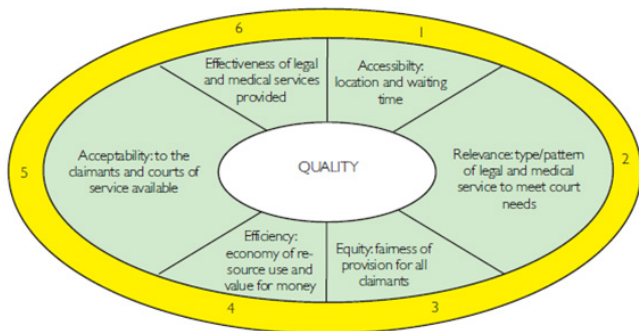 6
1
Effectiveness of legal
and medical services
provided
Accessibilty:
location and waiting
time
5
Acceptability: to the
claimants and courts of
service available
QUALITY
Relevance: type/pattern
of legal and medical
service to meet court
needs
2
Efficiency:
economy of re-
source use and
value for money
Equity: fairness of
provision for all
claimants
4
3